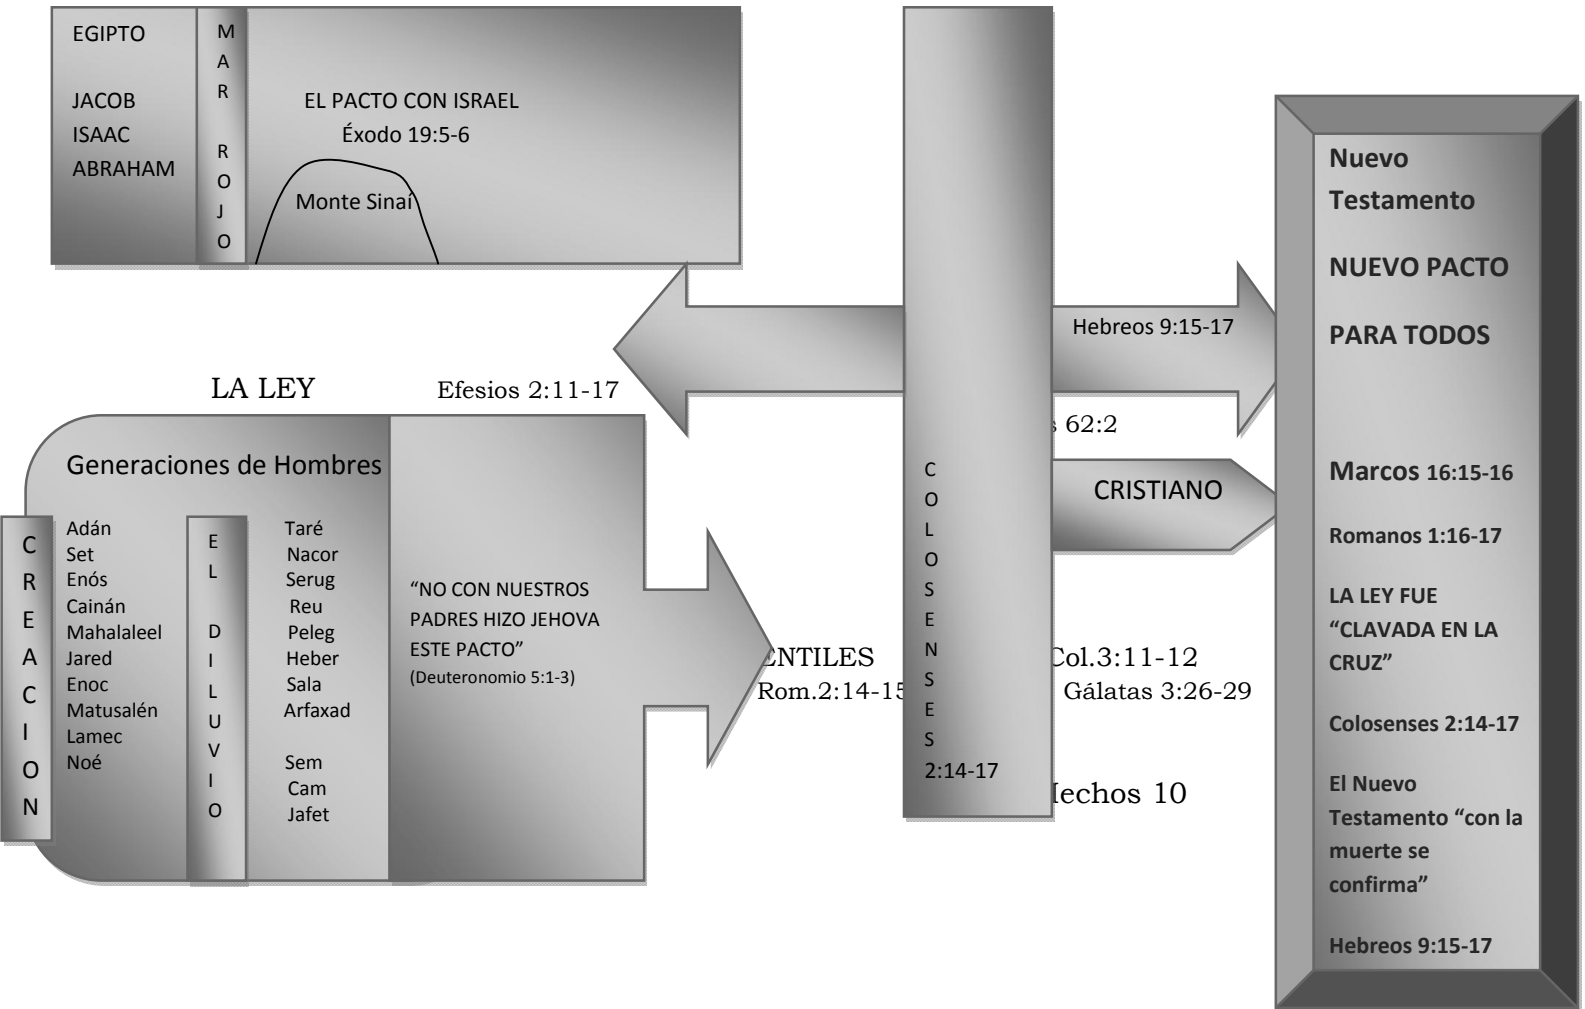 EGIPTO
JACOB
ISAAC
ABRAHAM
M
A
R
R
O
J
O
EL PACTO CON ISRAEL
Éxodo 19:5-6
Monte Sinaí
LA LEY
Efesios 2:11-17
Hebreos 9:15-17
62:2
CRISTIANO
Generaciones de Hombres
C
R
E
A
C
I
O
N
Adán
Set
Enós
Cainán
Mahalaleel
Jared
Enoc
Matusalén
Lamec
Noé
E
L
D
I
L
U
V
I
O
Taré
Nacor
Serug
Reu
Peleg
Heber
Sala
Arfaxad
Sem
Cam
Jafet
“NO CON NUESTROS
PADRES HIZO JEHOVA
ESTE PACTO”
(Deuteronomio 5:1-3)
ENTILES
Rom.2:14-15
C
O
L
O
S
E
N
S
E
S
2:14-17
Col.3:11-12
Gálatas 3:26-29
Hechos 10
Nuevo
Testamento
NUEVO PACTO
PARA TODOS
Marcos 16:15-16
Romanos 1:16-17
LA LEY FUE
“CLAVADA EN LA
CRUZ”
Colosenses 2:14-17
El Nuevo
Testamento “con la
muerte se
confirma”
Hebreos 9:15-17